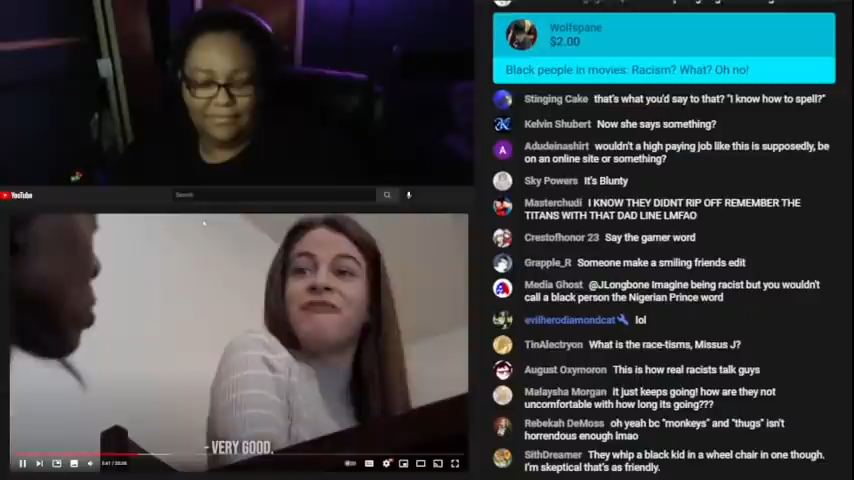 Wolfspane
$2.00
Black people in movies: Racism? What? Oh no!
Stinging Cake that's what you'd say to that? "I know how to spell?"
Kelvin Shubert Now she says something?
Adudeinashirt wouldn't a high paying job like this is supposedly, be
on an online site or something?
Sky Powers It's Blunty
Masterchudi I KNOW THEY DIDNT RIP OFF REMEMBER THE
TITANS WITH THAT DAD LINE LMFAO
Crestofhonor 23 Say the gamer word
Grapple_R Someone make a smiling friends edit
Media Ghost @JLongbone Imagine being racist but you wouldn't
call a black person the Nigerian Prince word
evilherodiamondcat lol
TinAlectryon What is the race-tisms, Missus J?
August Oxymoron This is how real racists talk guys
Malaysha Morgan it just keeps going! how are they not
uncomfortable with how long its going???
Rebekah DeMoss oh yeah bc "monkeys" and "thugs" isn't
horrendous enough lmao
SithDreamer They whip a black kid in a wheel chair in one though.
I'm skeptical that's as friendly.
YouTube
Search
- VERY GOOD.